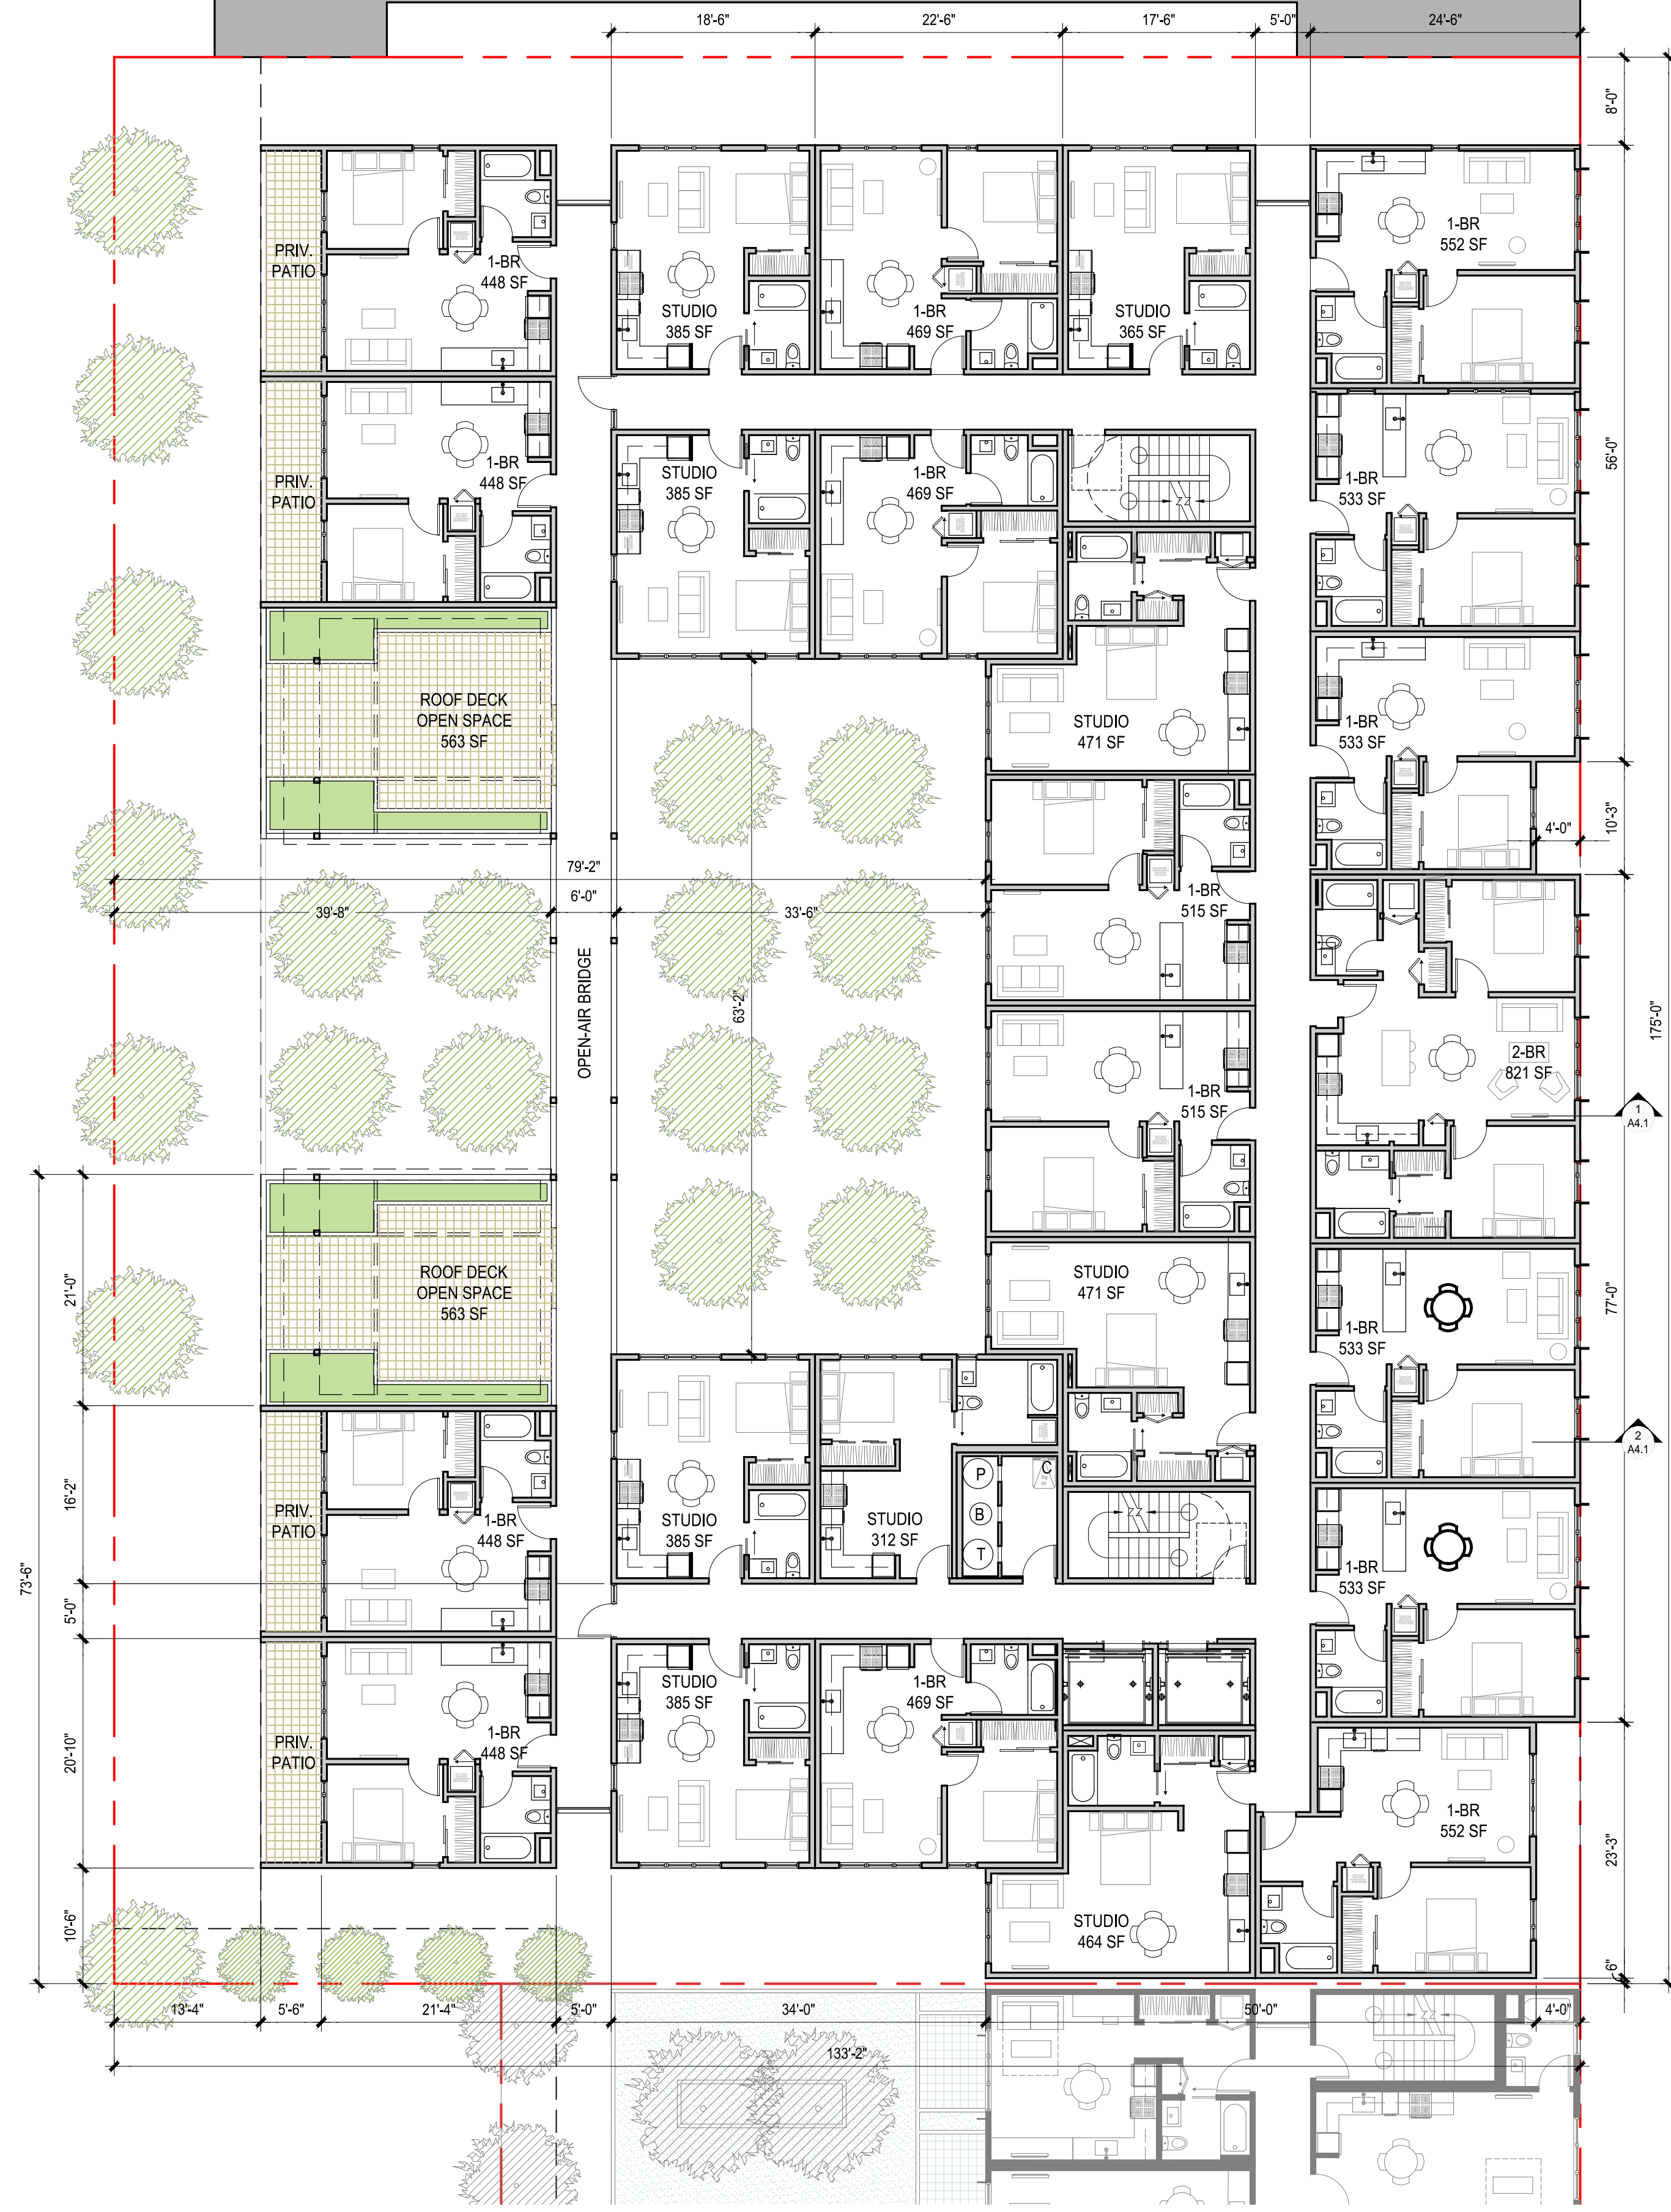 18'-6"
22'-6"
17'-6"
5'-0"
24'-6"
8'-0"
PRIV.
PATIO
1-BR
448 SF
STUDIO
385 SF
1-BR
469 SF
STUDIO
365 SF
1-BR
552 SF
PRIV.
PATIO
1-BR
448 SF
STUDIO
385 SF
1-BR
469 SF
1-BR
533 SF
56'-0"
ROOF DECK
OPEN SPACE
563 SF
STUDIO
471 SF
1-BR
533 SF
10'-3"
4'-0"
79'-2"
39'-8"
6'-0"
33'-6"
1-BR
515 SF
OPEN-AIR BRIDGE
63'-2"
175'-0"
1-BR
515 SF
2-BR
821 SF
1
A4.1
ROOF DECK
OPEN SPACE
563 SF
21'-0"
STUDIO
471 SF
1-BR
533 SF
77'-0"
2
A4.1
16'-2"
PRIV.
PATIO
1-BR
448 SF
STUDIO
385 SF
STUDIO
312 SF
P
B
T
C
1-BR
533 SF
73'-6"
5'-0"
20'-10"
PRIV.
PATIO
1-BR
448 SF
STUDIO
385 SF
1-BR
469 SF
1-BR
552 SF
23'-3"
10'-6"
STUDIO
464 SF
6"
13'-4"
5'-6"
21'-4"
5'-0"
34'-0"
50'-0"
4'-0"
133'-2"